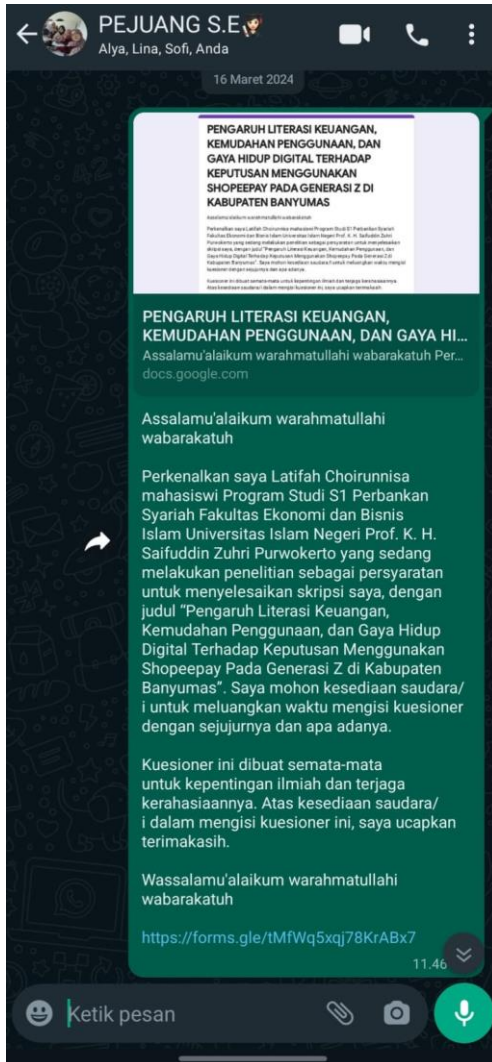 PEJUANG S.E
Alya, Lina, Sofi, Anda
16 Maret 2024
PENGARUH LITERASI KEUANGAN,
KEMUDAHAN PENGGUNAAN, DAN
GAYA HIDUP DIGITAL TERHADAP
KEPUTUSAN MENGGUNAKAN
SHOPEEPAY PADA GENERASI Z DI
KABUPATEN BANYUMAS
Assalamu'alaikum warahmatullahi wabarakatuh
PENGARUH LITERASI KEUANGAN,
KEMUDAHAN PENGGUNAAN, DAN GAYA HI...
Assalamu'alaikum warahmatullahi wabarakatuh Per...
docs.google.com
Assalamu'alaikum warahmatullahi
wabarakatuh
Perkenalkan saya Latifah Choirunnisa
mahasiswi Program Studi S1 Perbankan
Syariah Fakultas Ekonomi dan Bisnis
Islam Universitas Islam Negeri Prof. K. H.
Saifuddin Zuhri Purwokerto yang sedang
melakukan penelitian sebagai persyaratan
untuk menyelesaikan skripsi saya, dengan
judul "Pengaruh Literasi Keuangan,
Kemudahan Penggunaan, dan Gaya Hidup
Digital Terhadap Keputusan Menggunakan
Shopeepay Pada Generasi Z di Kabupaten
Banyumas". Saya mohon kesediaan saudara/
i untuk meluangkan waktu mengisi kuesioner
dengan sejujurnya dan apa adanya.
Kuesioner ini dibuat semata-mata
untuk kepentingan ilmiah dan terjaga
kerahasiaannya. Atas kesediaan saudara/
i dalam mengisi kuesioner ini, saya ucapkan
terimakasih.
Wassalamu'alaikum warahmatullahi
wabarakatuh
https://forms.gle/tMfWq5xqj78KrABx7
11.46
Ketik pesan